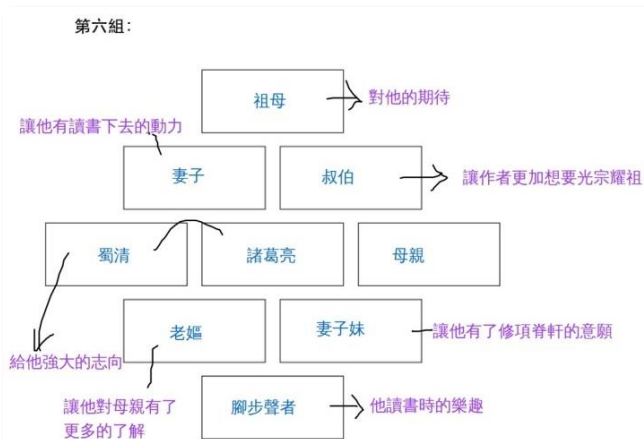 第六組：
祖母
對他的期待
讓他有讀書下去的動力
妻子
叔伯
讓作者更加想要光宗耀祖
蜀清
諸葛亮
母親
老嫗
妻子妹
讓他有了修項脊軒的意願
給他強大的志向
讓他對母親有了
更多的了解
腳步聲者
他讀書時的樂趣